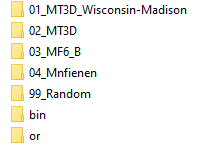 01_MT3D_Wisconsin-Madison
02_MT3D
03_MF6_B
04_Mnfienen
99_Random
bin
or